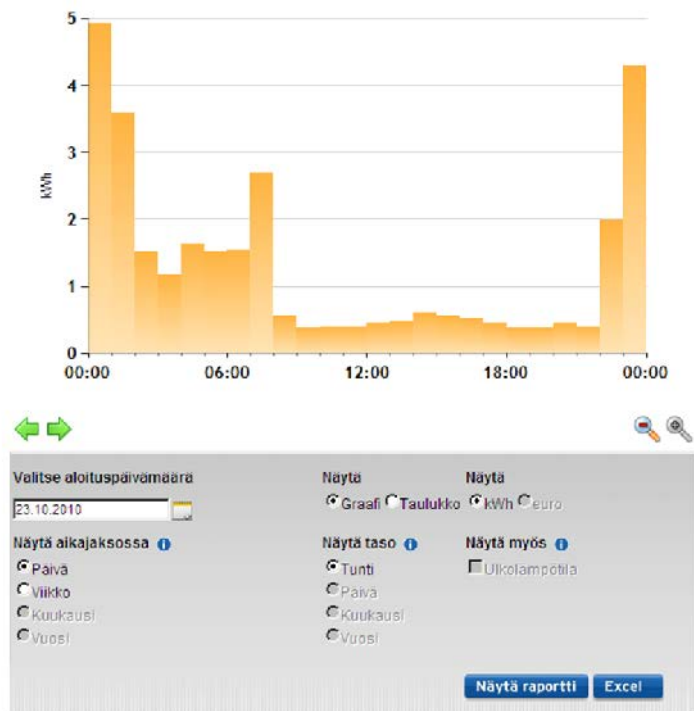 5
4
3
kWh
2
1
0
00:00 06:00 12:00 18:00 00:00
Valitse aloituspäivämäärä Näytä Näytä
23.10.2010 Graafi Taulukko kWh euro
Näytä aikajaksossa Näytä taso Näytä myös
Päivä Tunti Ulkolämpötila
Viikko Päivä
Kuukausi Kuukausi
Vuosi Vuosi
Näytä raportti Excel